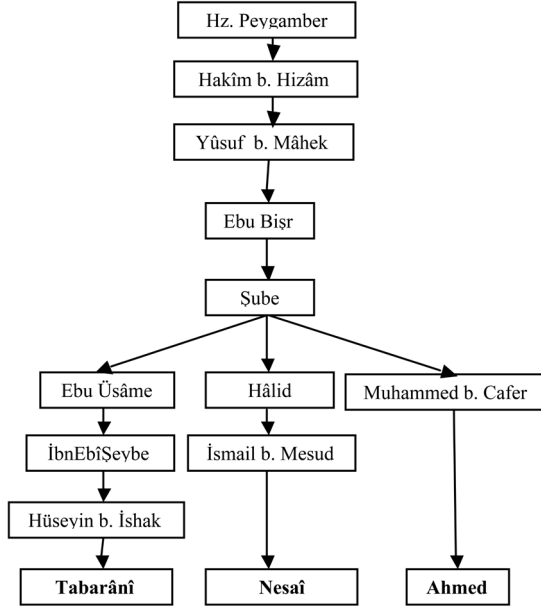 Hz. Peygamber
Hakîm b. Hizâm
Yûsuf b. Mâhek
Ebu Bişr
Şube
Ebu Üsâme
Hâlid
Muhammed b. Cafer
İbnEbîŞeybe
İsmail b. Mesud
Hüseyin b. İshak
Tabarânî
Nesaî
Ahmed